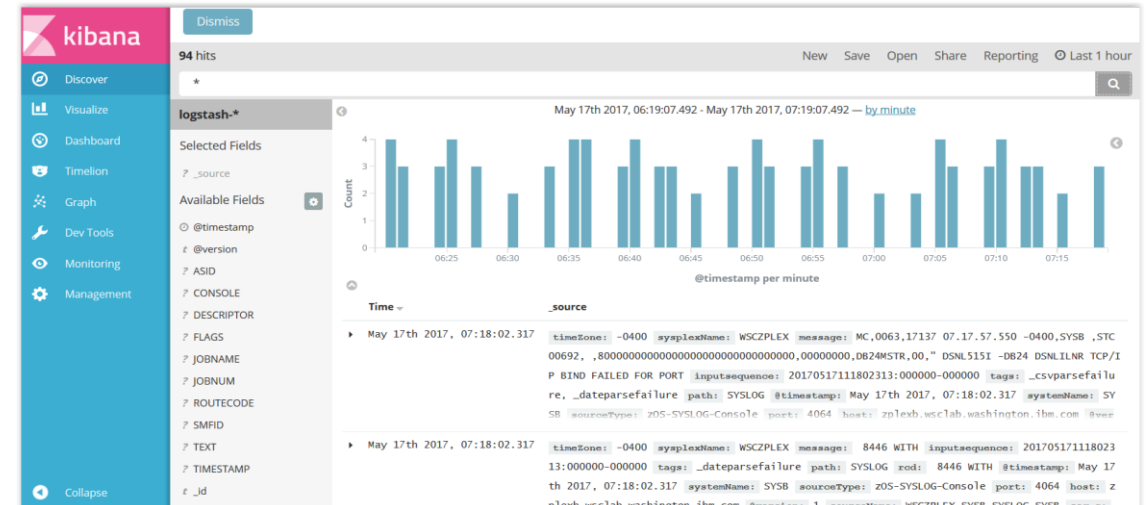 kibana
Discover
Visualize
Dashboard
Timelion
Graph
Dev Tools
Monitoring
Management
Collapse
Dismiss
94 hits
New Save Open Share Reporting Last 1 hour
*
logstash-*
Selected Fields
? _source
Available Fields
@timestamp
t @version
? ASID
? CONSOLE
? DESCRIPTOR
? FLAGS
? JOBNAME
? JOBNUM
? ROUTECODE
? SMFID
? TEXT
? TIMESTAMP
t _id
May 17th 2017, 06:19:07.492 - May 17th 2017, 07:19:07.492 — by minute
Count
4
3
2
1
0
06:25 06:30 06:35 06:40 06:45 06:50 06:55 07:00 07:05 07:10 07:15
@timestamp per minute
Time _source
May 17th 2017, 07:18:02.317
timeZone: -0400 sysplexName: WSCZPLEX message: MC,0063,17137 07.17.57.550 -0400,SYSB ,STC
00692, ,80000000000000000000000000000000,00000000,DB24MSTR,00," DSNL515I -DB24 DSNLILNR TCP/I
P BIND FAILED FOR PORT inputsequence: 20170517111802313:000000-000000 tags: _csvparsefailu
re, _dateparsefailure path: SYSLOG @timestamp: May 17th 2017, 07:18:02.317 systemName: SY
SB sourceType: zOS-SYSLOG-Console port: 4064 host: zplexb.wsclab.washington.ibm.com @ver
May 17th 2017, 07:18:02.317
timeZone: -0400 sysplexName: WSCZPLEX message: 8446 WITH inputsequence: 201705171118023
13:000000-000000 tags: _dateparsefailure path: SYSLOG rod: 8446 WITH @timestamp: May 17
th 2017, 07:18:02.317 systemName: SYSB sourceType: zOS-SYSLOG-Console port: 4064 host: z